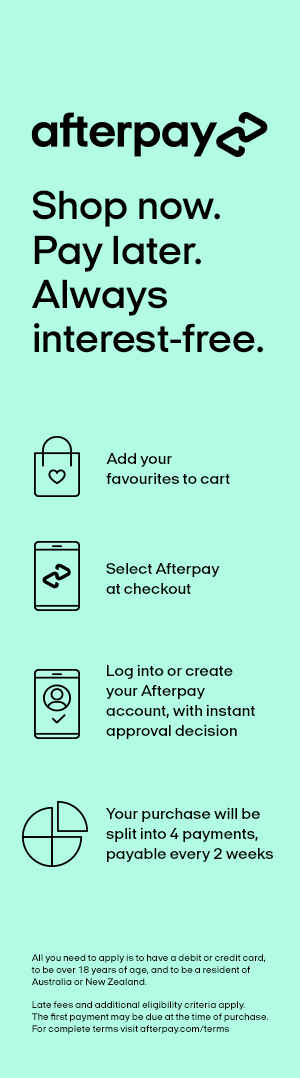 afterpay
Shop now.
Pay later.
Always
interest-free.
Add your
favourites to cart
Select Afterpay
at checkout
Log into or create
your Afterpay
account, with instant
approval decision
Your purchase will be
split into 4 payments,
payable every 2 weeks
All you need to apply is to have a debit or credit card,
to be over 18 years of age, and to be a resident of
Australia or New Zealand.
Late fees and additional eligibility criteria apply.
The first payment may be due at the time of purchase.
For complete terms visit afterpay.com/terms